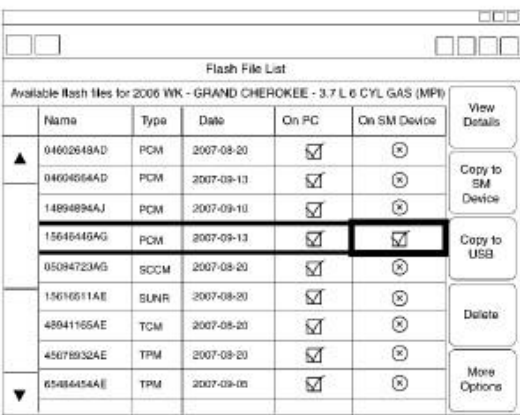 Flash File List
Available flash files for 2006 WK - GRAND CHEROKEE - 3.7 L 6 CYL GAS (MPI)
Name Type Date On PC On SM Device
04602648AD PCM 2007-08-20
04604564AD PCM 2007-09-13
14894894AJ PCM 2007-09-10
15646446AG PCM 2007-09-13
05094723AG SCCM 2007-08-20
15616511AE SUNR 2007-08-20
48941165AE TCM 2007-08-20
45678932AE TPM 2007-08-20
65484454AE TPM 2007-09-05
View
Details
Copy to
SM
Device
Copy to
USB
Delete
More
Options